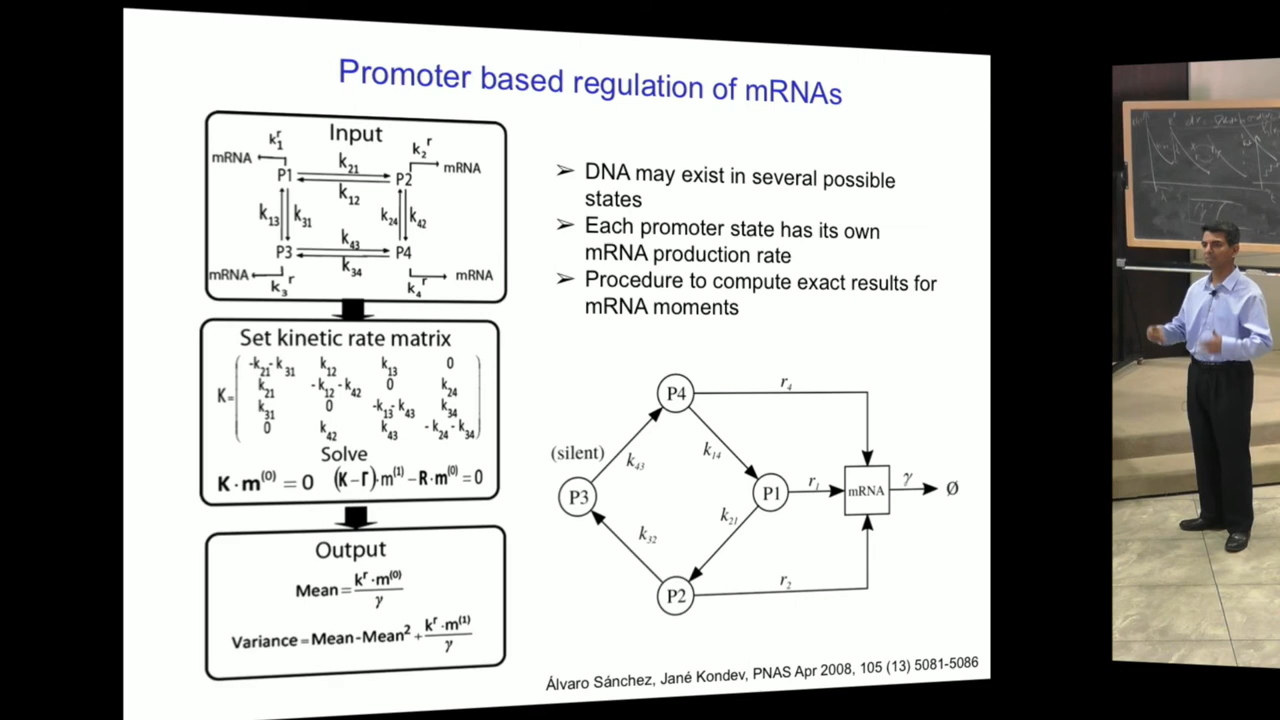 Promoter based regulation of mRNAs
Input
k₁ʳ
k₂ʳ
mRNA
k₂₁
mRNA
P1
P2
k₁₂
k₁₃
k₃₁
k₂₄
k₄₂
k₄₃
P3
P4
k₃₄
mRNA
k₃ʳ
k₄ʳ
mRNA
Set kinetic rate matrix
-k₂₁-k₃₁ k₁₂ k₁₃ 0
K= k₂₁ -k₁₂-k₄₂ 0 k₂₄
k₃₁ 0 -k₁₃-k₄₃ k₃₄
0 k₄₂ k₄₃ -k₂₄-k₃₄
Solve
K·m⁽⁰⁾=0 (K-Γ)·m⁽¹⁾-R·m⁽⁰⁾=0
Output
Mean=kʳ·m⁽⁰⁾/γ
Variance=Mean-Mean²+kʳ·m⁽¹⁾/γ
➢ DNA may exist in several possible
states
➢ Each promoter state has its own
mRNA production rate
➢ Procedure to compute exact results for
mRNA moments
P4
r₄
(silent)
k₄₃
k₁₄
P3
P1
r₁
mRNA
γ
Ø
k₃₂
k₂₁
P2
r₂
Álvaro Sánchez, Jané Kondev, PNAS Apr 2008, 105 (13) 5081-5086